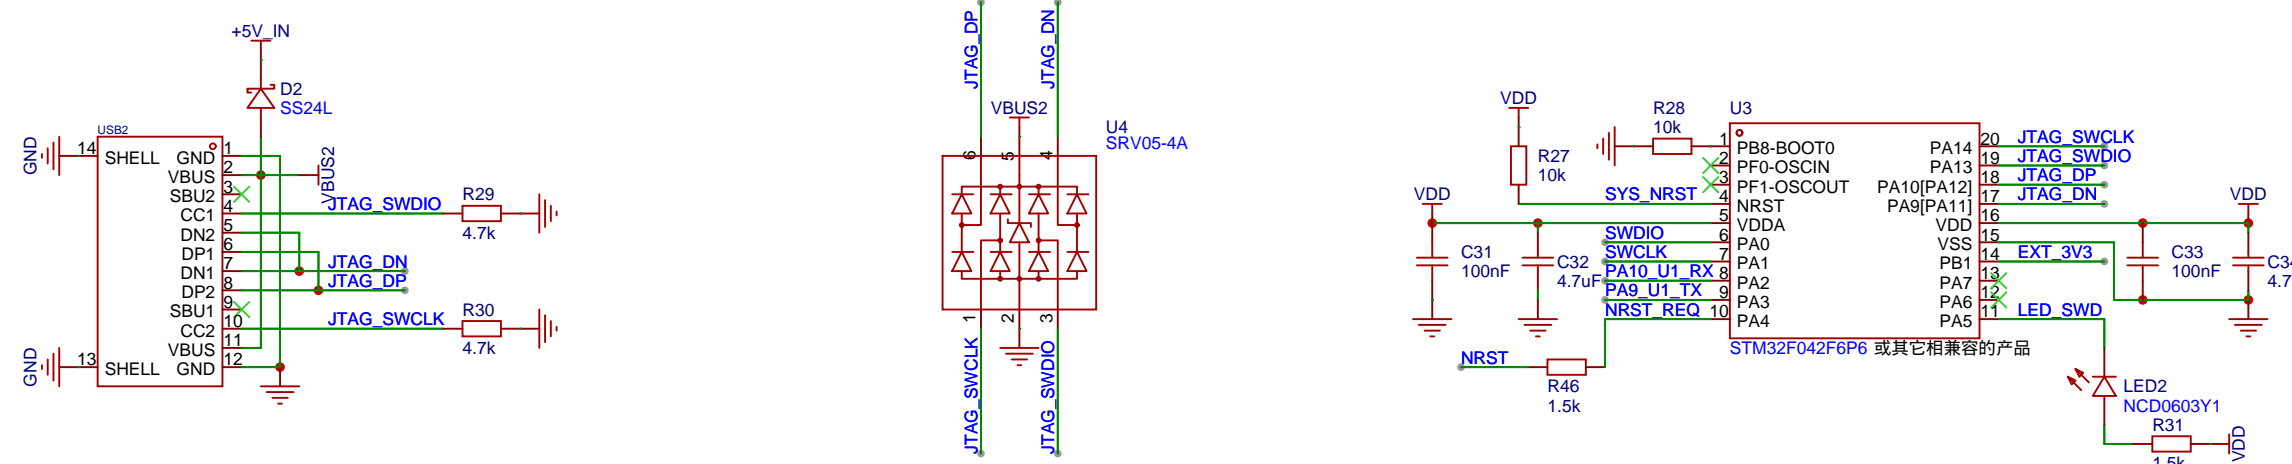 +5V_IN
D2
SS24L
USB2
GND
14
SHELL
GND
1
VBUS
2
VBUS2
SBU2
3
CC1
4
JTAG_SWDIO
R29
4.7k
DN2
5
DP1
6
DN1
7
JTAG_DN
DP2
8
JTAG_DP
SBU1
9
CC2
10
JTAG_SWCLK
R30
4.7k
VBUS
11
GND
13
SHELL
GND
12
JTAG_DP
JTAG_DN
VBUS2
U4
SRV05-4A
6
5
4
1
2
3
JTAG_SWCLK
JTAG_SWDIO
VDD
R28
10k
U3
R27
10k
VDD
SYS_NRST
C31
100nF
C32
4.7uF
SWDIO
SWCLK
PA10_U1_RX
PA9_U1_TX
NRST_REQ
NRST
R46
1.5k
1
PB8-BOOT0
2
PF0-OSCIN
3
PF1-OSCOUT
4
NRST
5
VDDA
6
PA0
7
PA1
8
PA2
9
PA3
10
PA4
PA14
20
JTAG_SWCLK
PA13
19
JTAG_SWDIO
PA10[PA12]
18
JTAG_DP
PA9[PA11]
17
JTAG_DN
VDD
16
VSS
15
PB1
14
EXT_3V3
PA7
13
PA6
12
PA5
11
LED_SWD
STM32F042F6P6 或其它相兼容的产品
VDD
C33
100nF
4.7
LED2
NCD0603Y1
R31
1.5k
VDD